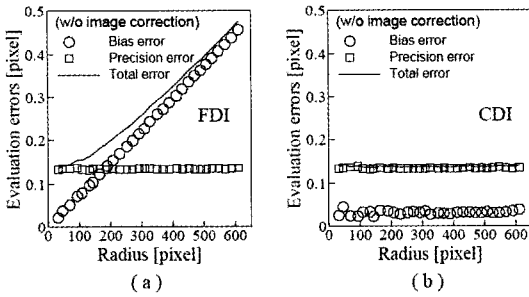 0.5
(w/o image correction)
Bias error
Precision error
Total error
0.4
0.3
0.2
0.1
0
FDI
Evaluation errors [pixel]
0 100 200 300 400 500 600
Radius [pixel]
( a )
0.5
(w/o image correction)
Bias error
Precision error
Total error
0.4
0.3
0.2
0.1
0
CDI
Evaluation errors [pixel]
0 100 200 300 400 500 600
Radius [pixel]
( b )